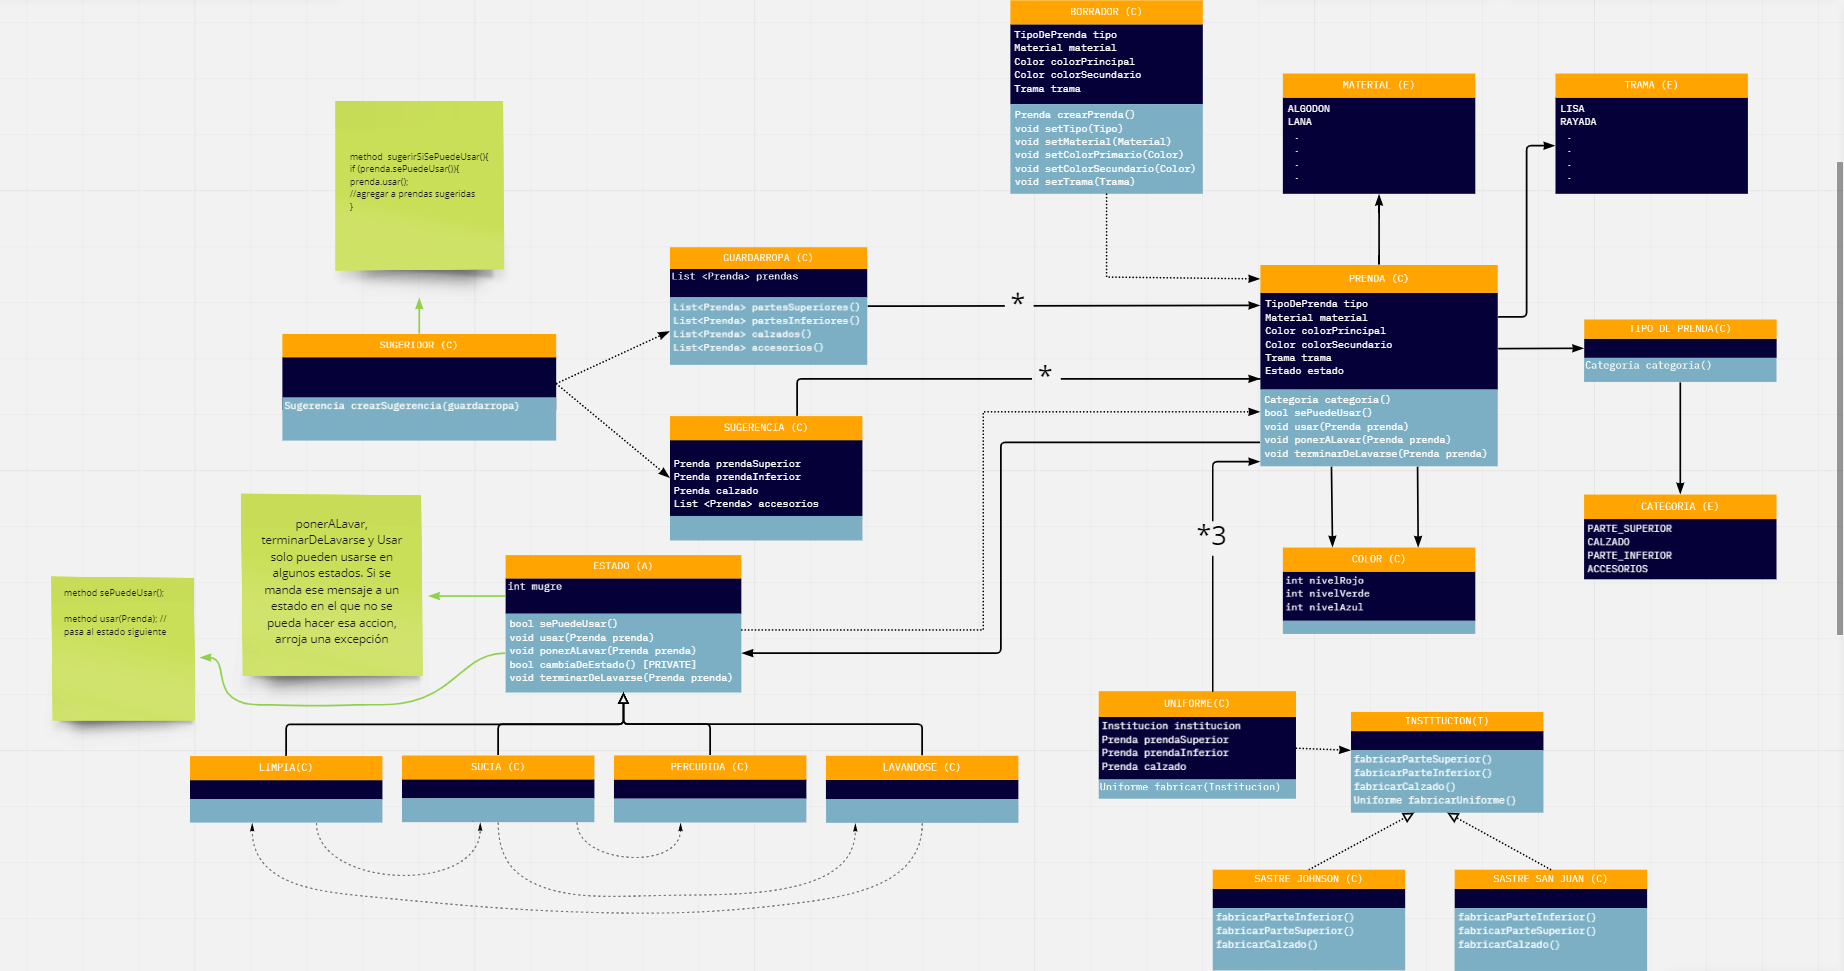 BORRADOR (C)
TipoDePrenda tipo
Material material
Color colorPrincipal
Color colorSecundario
Trama trama
Prenda crearPrenda()
void setTipo(Tipo)
void setMaterial(Material)
void setColorPrimario(Color)
void setColorSecundario(Color)
void serTrama(Trama)
MATERIAL (E)
ALGODON
LANA
.
.
.
.
TRAMA (E)
LISA
RAYADA
.
.
.
.
method sugerirSiSePuedeUsar(){
if (prenda.sePuedeUsar()){
prenda.usar();
//agregar a prendas sugeridas
}
GUARDARROPA (C)
List <Prenda> prendas
List<Prenda> partesSuperiores()
List<Prenda> partesInferiores()
List<Prenda> calzados()
List<Prenda> accesorios()
*
PRENDA (C)
TipoDePrenda tipo
Material material
Color colorPrincipal
Color colorSecundario
Trama trama
Estado estado
Categoria categoria()
bool sePuedeUsar()
void usar(Prenda prenda)
void ponerALavar(Prenda prenda)
void terminarDeLavarse(Prenda prenda)
TIPO DE PRENDA(C)
Categoria categoria()
SUGERIDOR (C)
Sugerencia crearSugerencia(guardarropa)
*
SUGERENCIA (C)
Prenda prendaSuperior
Prenda prendaInferior
Prenda calzado
List <Prenda> accesorios
CATEGORIA (E)
PARTE_SUPERIOR
CALZADO
PARTE_INFERIOR
ACCESORIOS
*3
COLOR (C)
int nivelRojo
int nivelVerde
int nivelAzul
ponerALavar,
terminarDeLavarse y Usar
solo pueden usarse en
algunos estados. Si se
manda ese mensaje a un
estado en el que no se
pueda hacer esa accion,
arroja una excepción
method sePuedeUsar();
method usar(Prenda); //
pasa al estado siguiente
ESTADO (A)
int mugre
bool sePuedeUsar()
void usar(Prenda prenda)
void ponerALavar(Prenda prenda)
bool cambiaDeEstado() [PRIVATE]
void terminarDeLavarse(Prenda prenda)
LIMPIA(C)
SUCIA (C)
PERCUDIDA (C)
LAVANDOSE (C)
UNIFORME(C)
Institucion institucion
Prenda prendaSuperior
Prenda prendaInferior
Prenda calzado
Uniforme fabricar(Institucion)
INSTITUCION(I)
fabricarParteSuperior()
fabricarParteInferior()
fabricarCalzado()
Uniforme fabricarUniforme()
SASTRE JOHNSON (C)
fabricarParteInferior()
fabricarParteSuperior()
fabricarCalzado()
SASTRE SAN JUAN (C)
fabricarParteInferior()
fabricarParteSuperior()
fabricarCalzado()